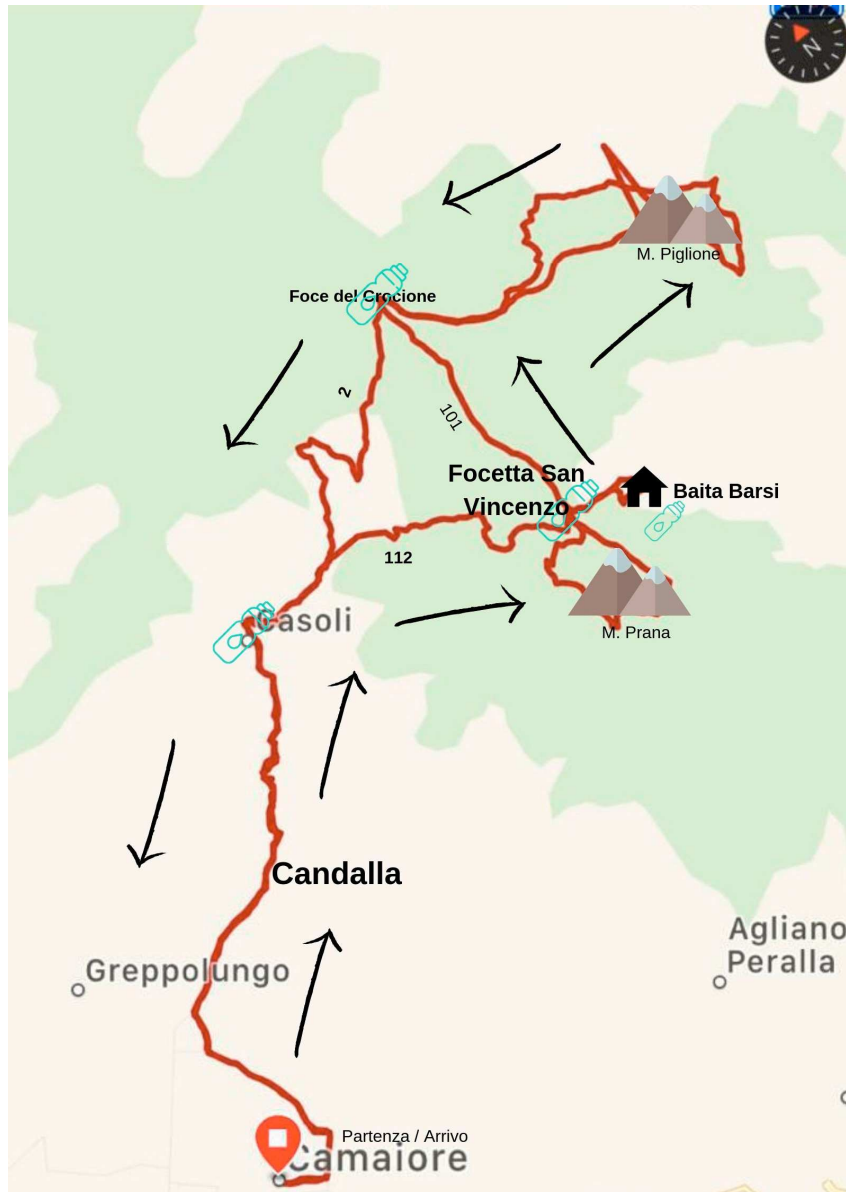 N
M. Piglione
Foce del Crocione
2
101
Focetta San
Vincenzo
Baita Barsi
112
Casoli
M. Prana
Candalla
Agliano
Peralla
Greppolungo
Partenza / Arrivo
Camaiore